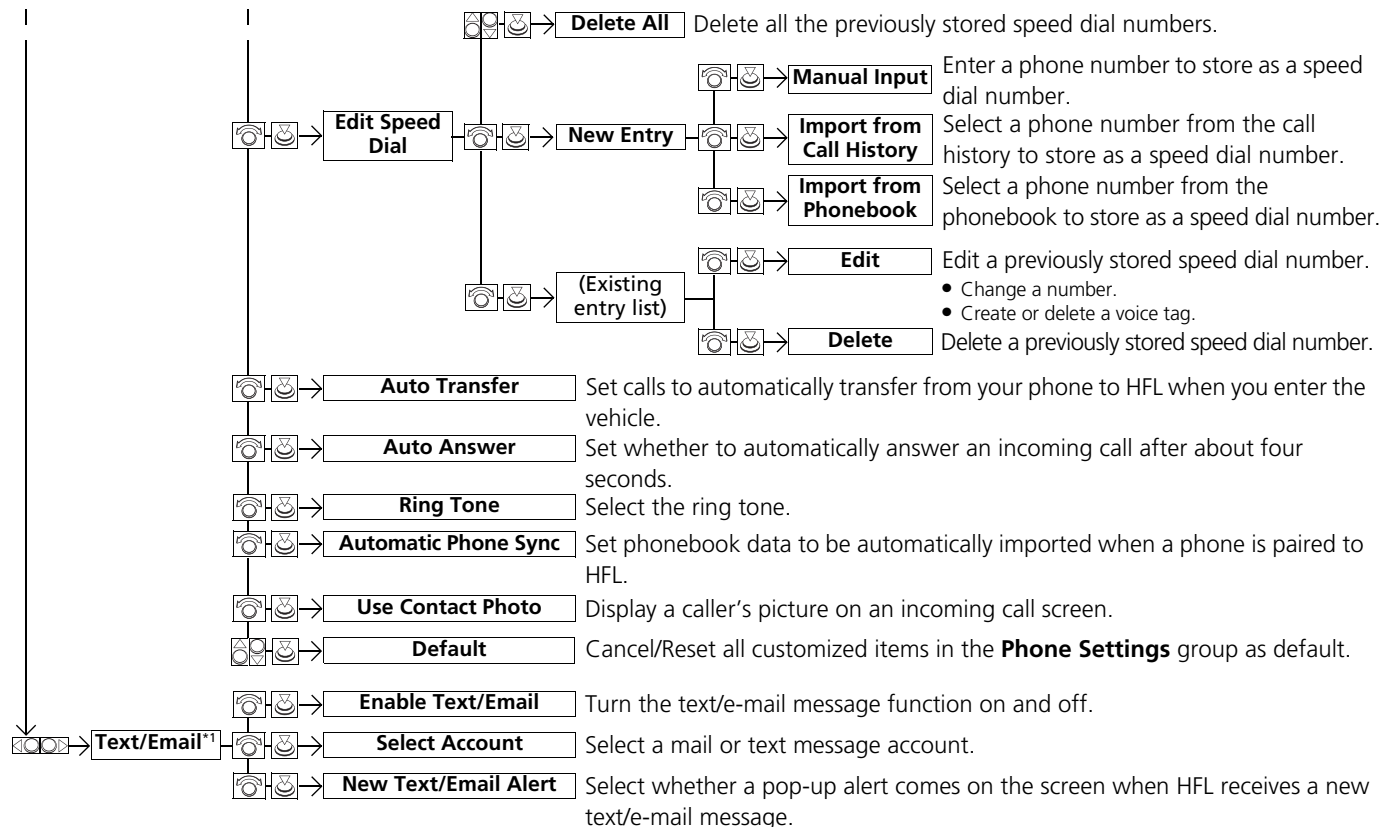 Delete All Delete all the previously stored speed dial numbers.
Manual Input Enter a phone number to store as a speed
dial number.
Edit Speed
Dial
New Entry
Import from
Call History
Select a phone number from the call
history to store as a speed dial number.
Import from
Phonebook
Select a phone number from the
phonebook to store as a speed dial number.
(Existing
entry list)
Edit Edit a previously stored speed dial number.
• Change a number.
• Create or delete a voice tag.
Delete Delete a previously stored speed dial number.
Auto Transfer Set calls to automatically transfer from your phone to HFL when you enter the
vehicle.
Auto Answer Set whether to automatically answer an incoming call after about four
seconds.
Ring Tone Select the ring tone.
Automatic Phone Sync Set phonebook data to be automatically imported when a phone is paired to
HFL.
Use Contact Photo Display a caller's picture on an incoming call screen.
Default Cancel/Reset all customized items in the Phone Settings group as default.
Enable Text/Email Turn the text/e-mail message function on and off.
Text/Email*1 Select Account Select a mail or text message account.
New Text/Email Alert Select whether a pop-up alert comes on the screen when HFL receives a new
text/e-mail message.